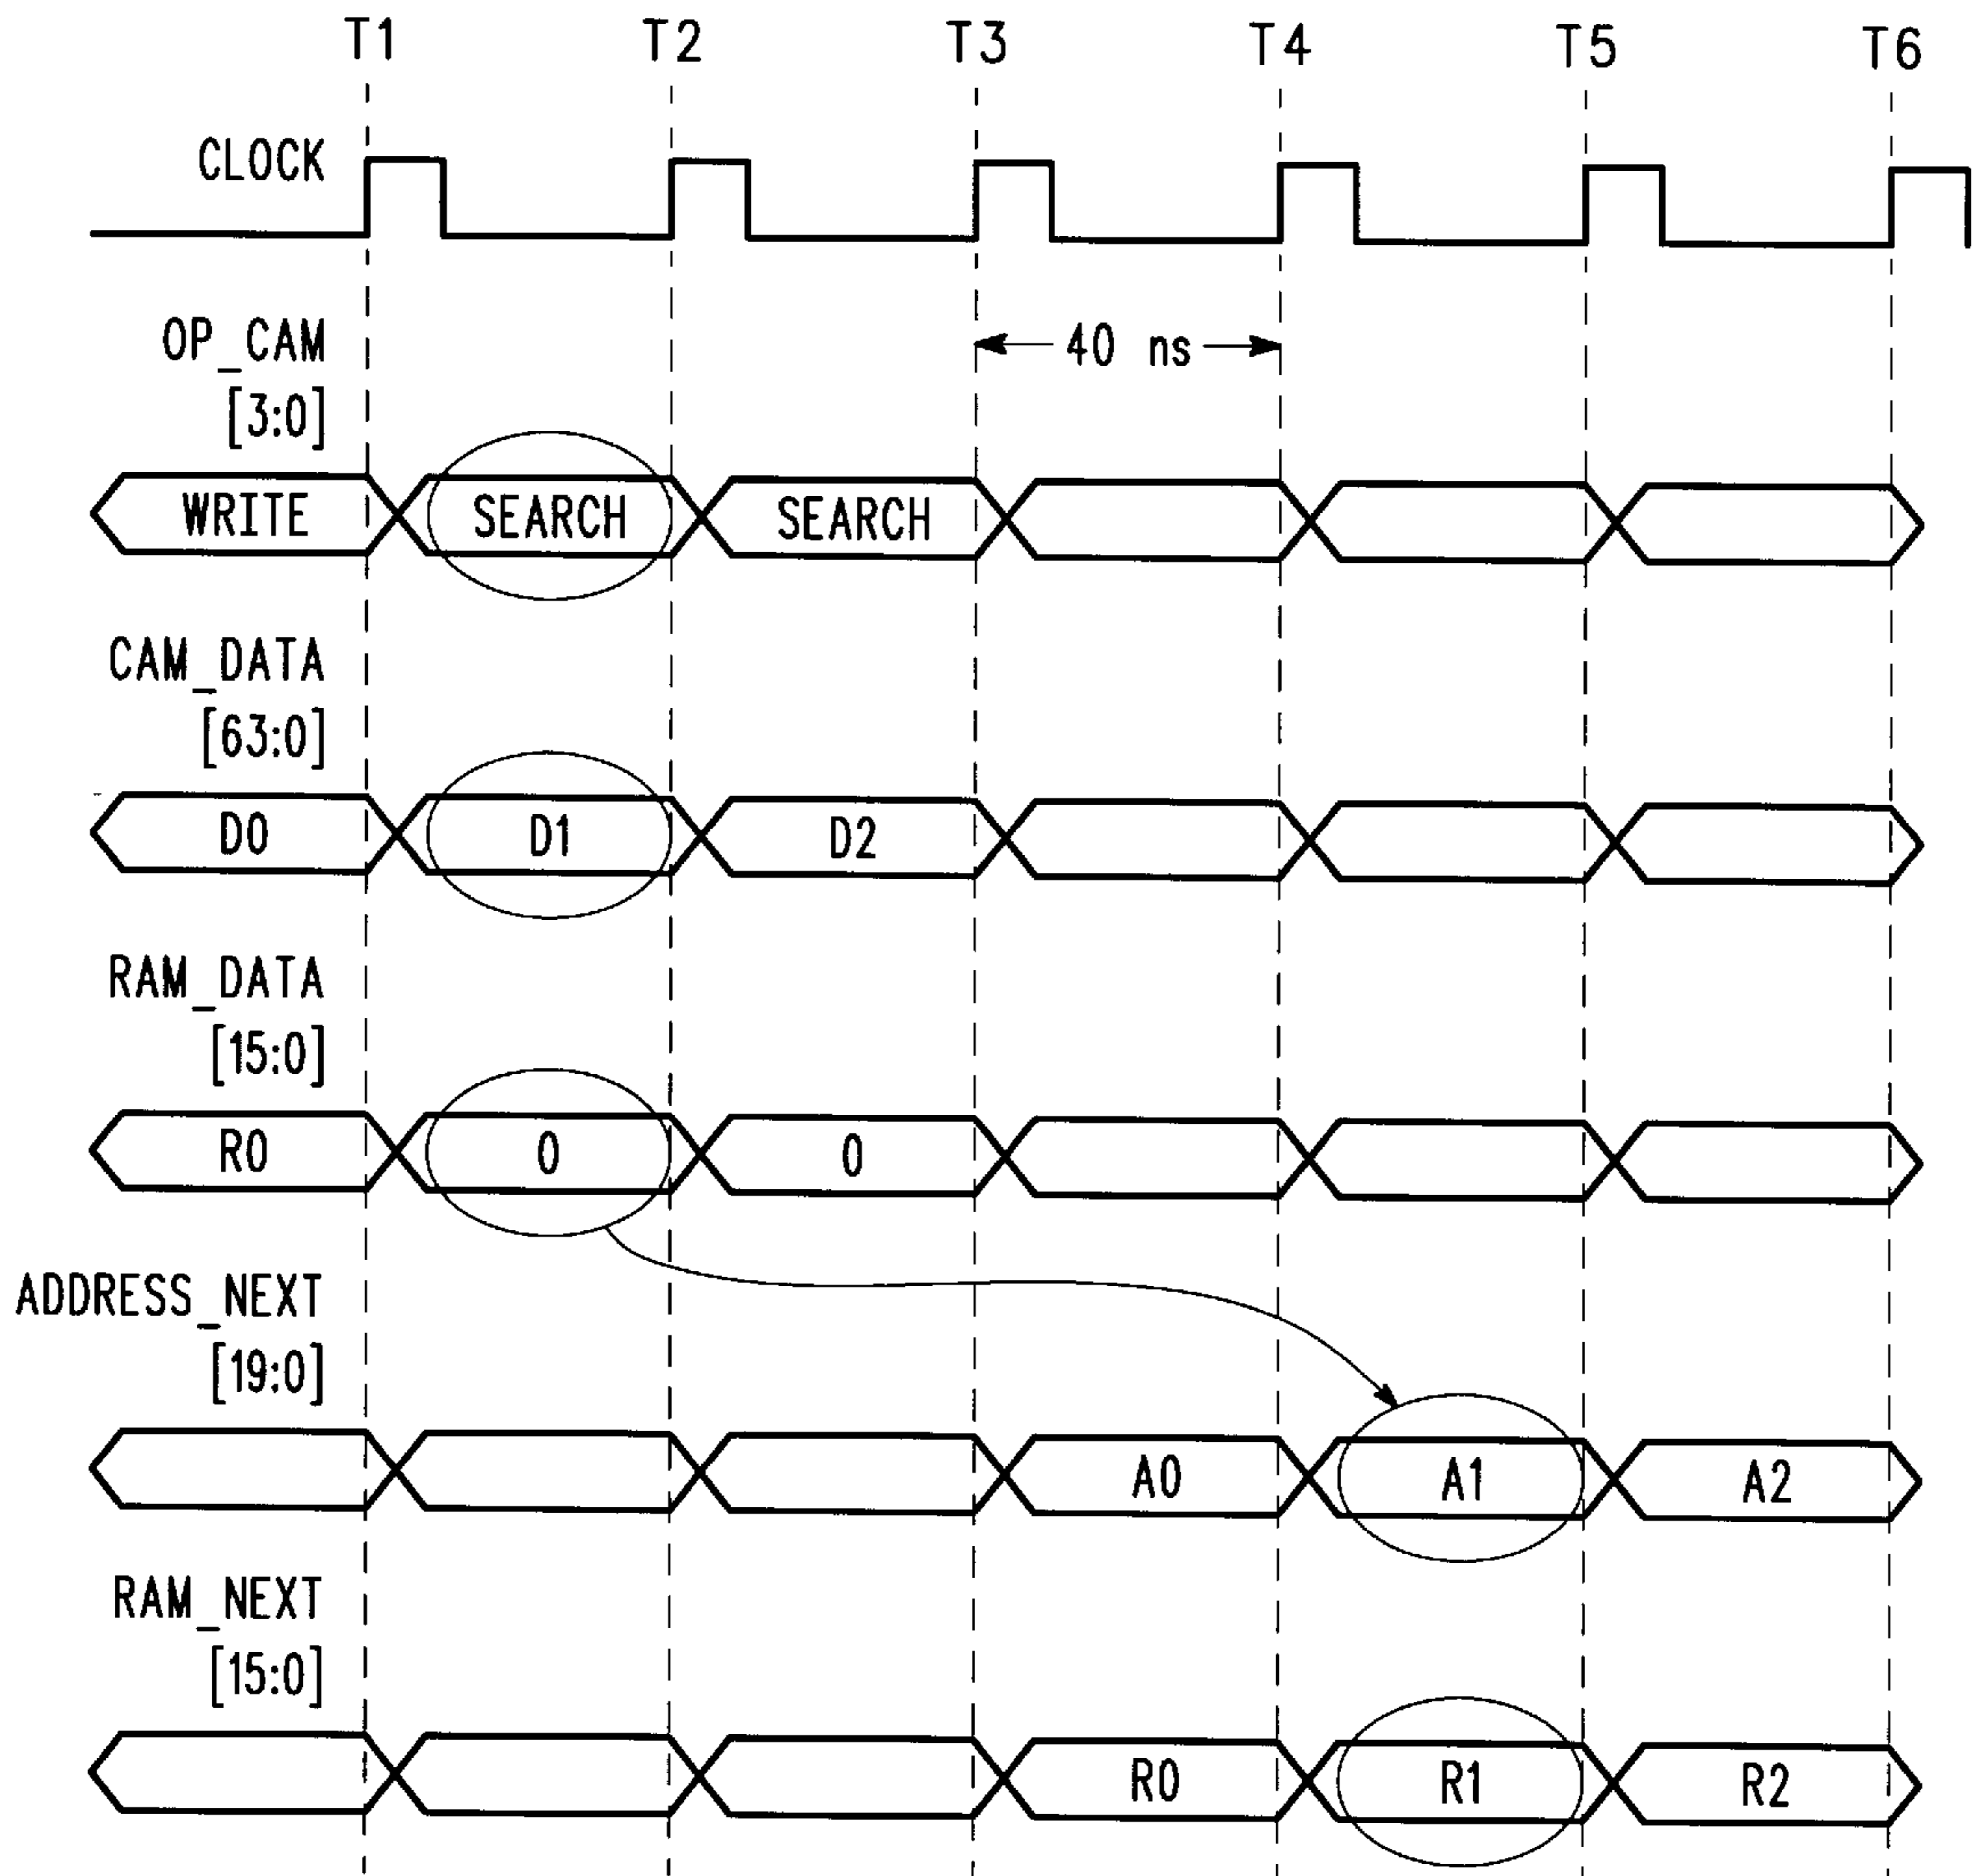 T1 T2 T3 T4 T5 T6
CLOCK
OP_CAM
[3:0]
40 ns
WRITE SEARCH SEARCH
CAM_DATA
[63:0]
D0 D1 D2
RAM_DATA
[15:0]
R0 0 0
ADDRESS_NEXT
[19:0]
A0 A1 A2
RAM_NEXT
[15:0]
R0 R1 R2